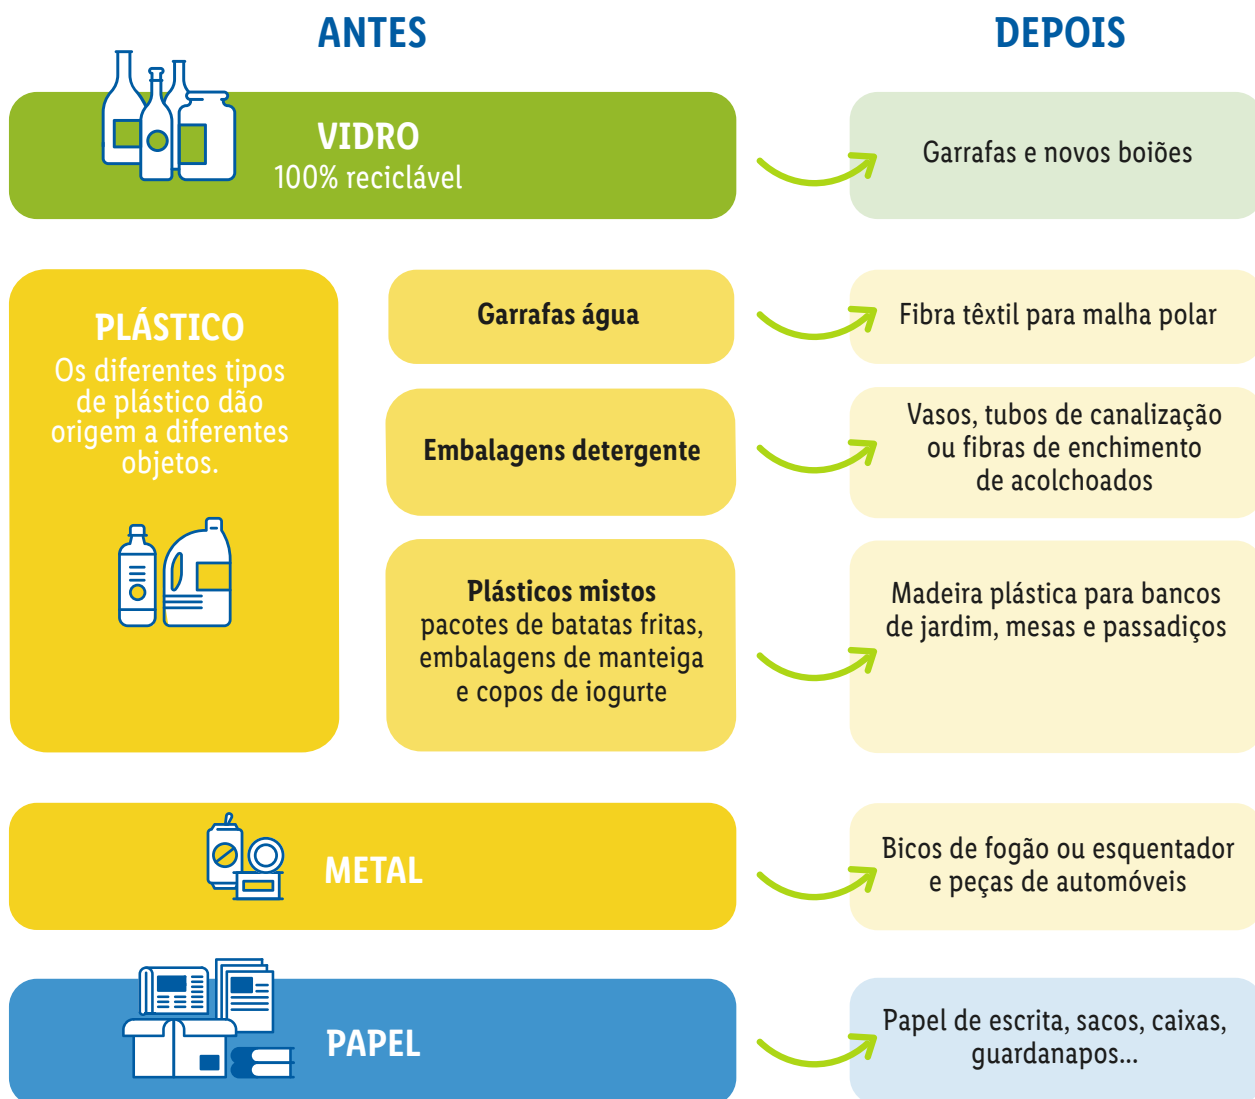 ANTES
DEPOIS
VIDRO
100% reciclável
Garrafas e novos boiões
PLÁSTICO
Os diferentes tipos
de plástico dão
origem a diferentes
objetos.
Garrafas água
Fibra têxtil para malha polar
Embalagens detergente
Vasos, tubos de canalização
ou fibras de enchimento
de acolchoados
Plásticos mistos
pacotes de batatas fritas,
embalagens de manteiga
e copos de iogurte
Madeira plástica para bancos
de jardim, mesas e passadiços
METAL
Bicos de fogão ou esquentador
e peças de automóveis
PAPEL
Papel de escrita, sacos, caixas,
guardanapos...